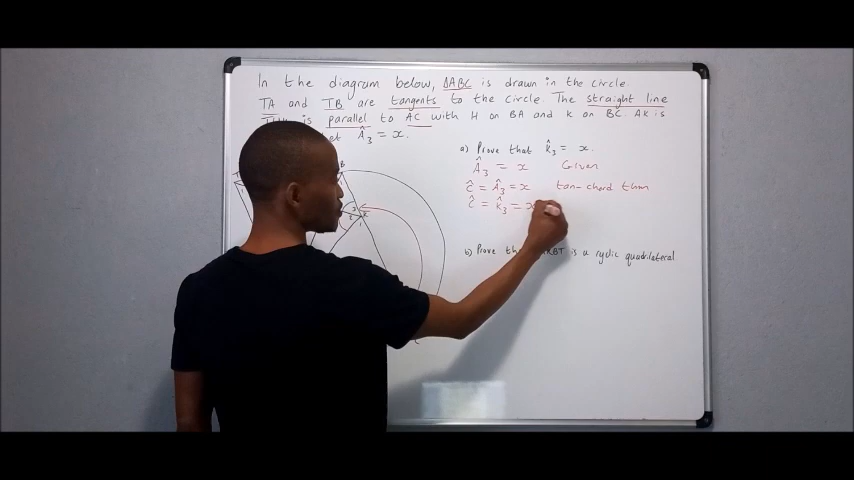 In the diagram below, ΔABC is drawn in the circle.
TA and TB are tangents to the circle The straight line
is parallel to AC with H on BA and K on BC. AK is
Â₃ = x.
a) Prove that K̂₃ = x.
Â₃ = x Given
Ĉ = Â₃ = x tan-chord thm
Ĉ = K̂₃ = x
b) Prove is a cyclic quadrilateral
B